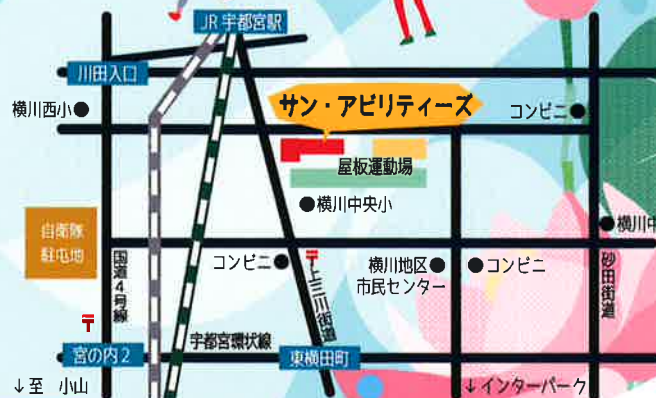 JR 宇都宮駅
川田入口
サン・アビリティーズ
横川西小
コンビニ
屋板運動場
横川中央小
自衛隊
駐屯地
国道4号線
コンビニ
上三川街道
横川地区
市民センター
コンビニ
横川中
砂田街道
宇都宮環状線
宮の内2
東横田町
↓至 小山
↓インターパーク